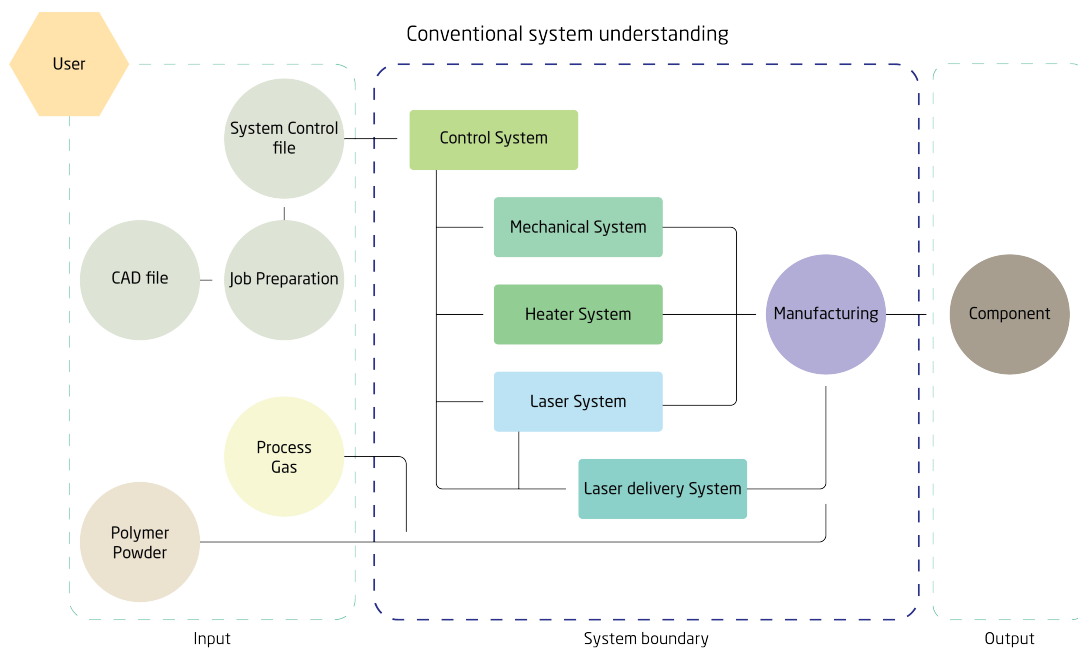 Conventional system understanding
User
System Control
file
Control System
Mechanical System
CAD file
Job Preparation
Heater System
Manufacturing
Component
Laser System
Process
Gas
Laser delivery System
Polymer
Powder
Input
System boundary
Output